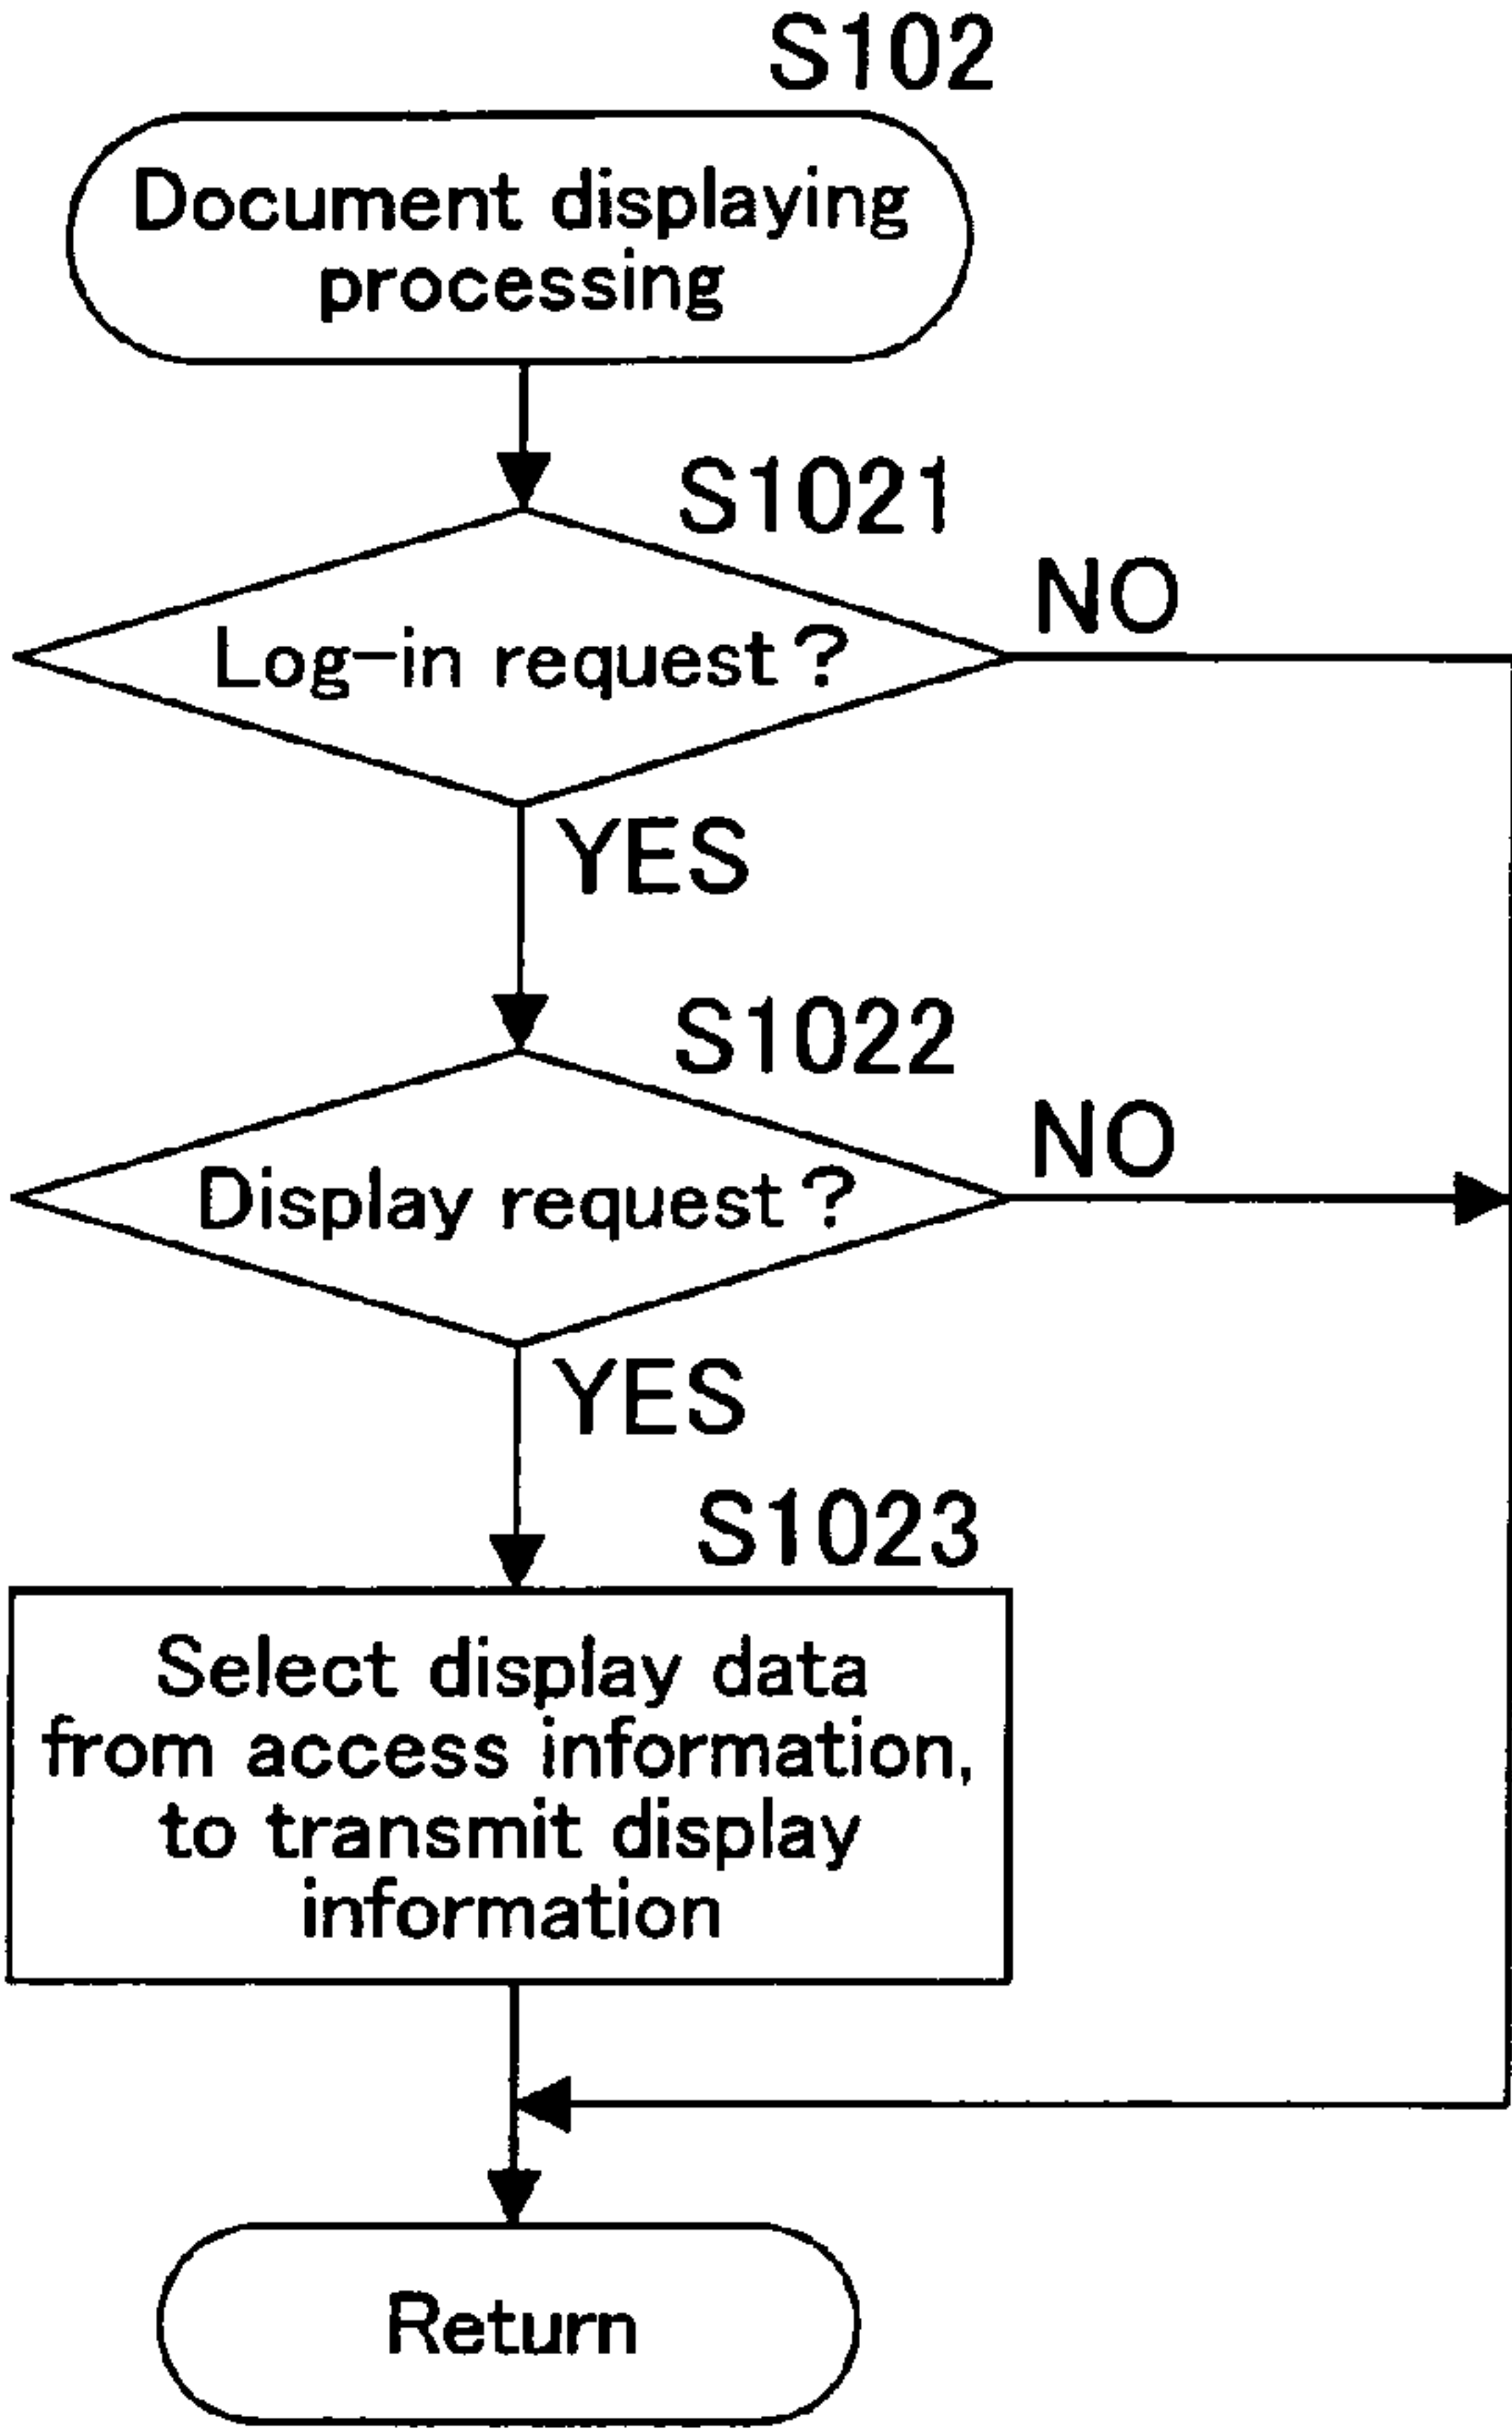 S102
Document displaying
processing
S1021
NO
Log-in request?
YES
S1022
NO
Display request?
YES
S1023
Select display data
from access information,
to transmit display
information
Return